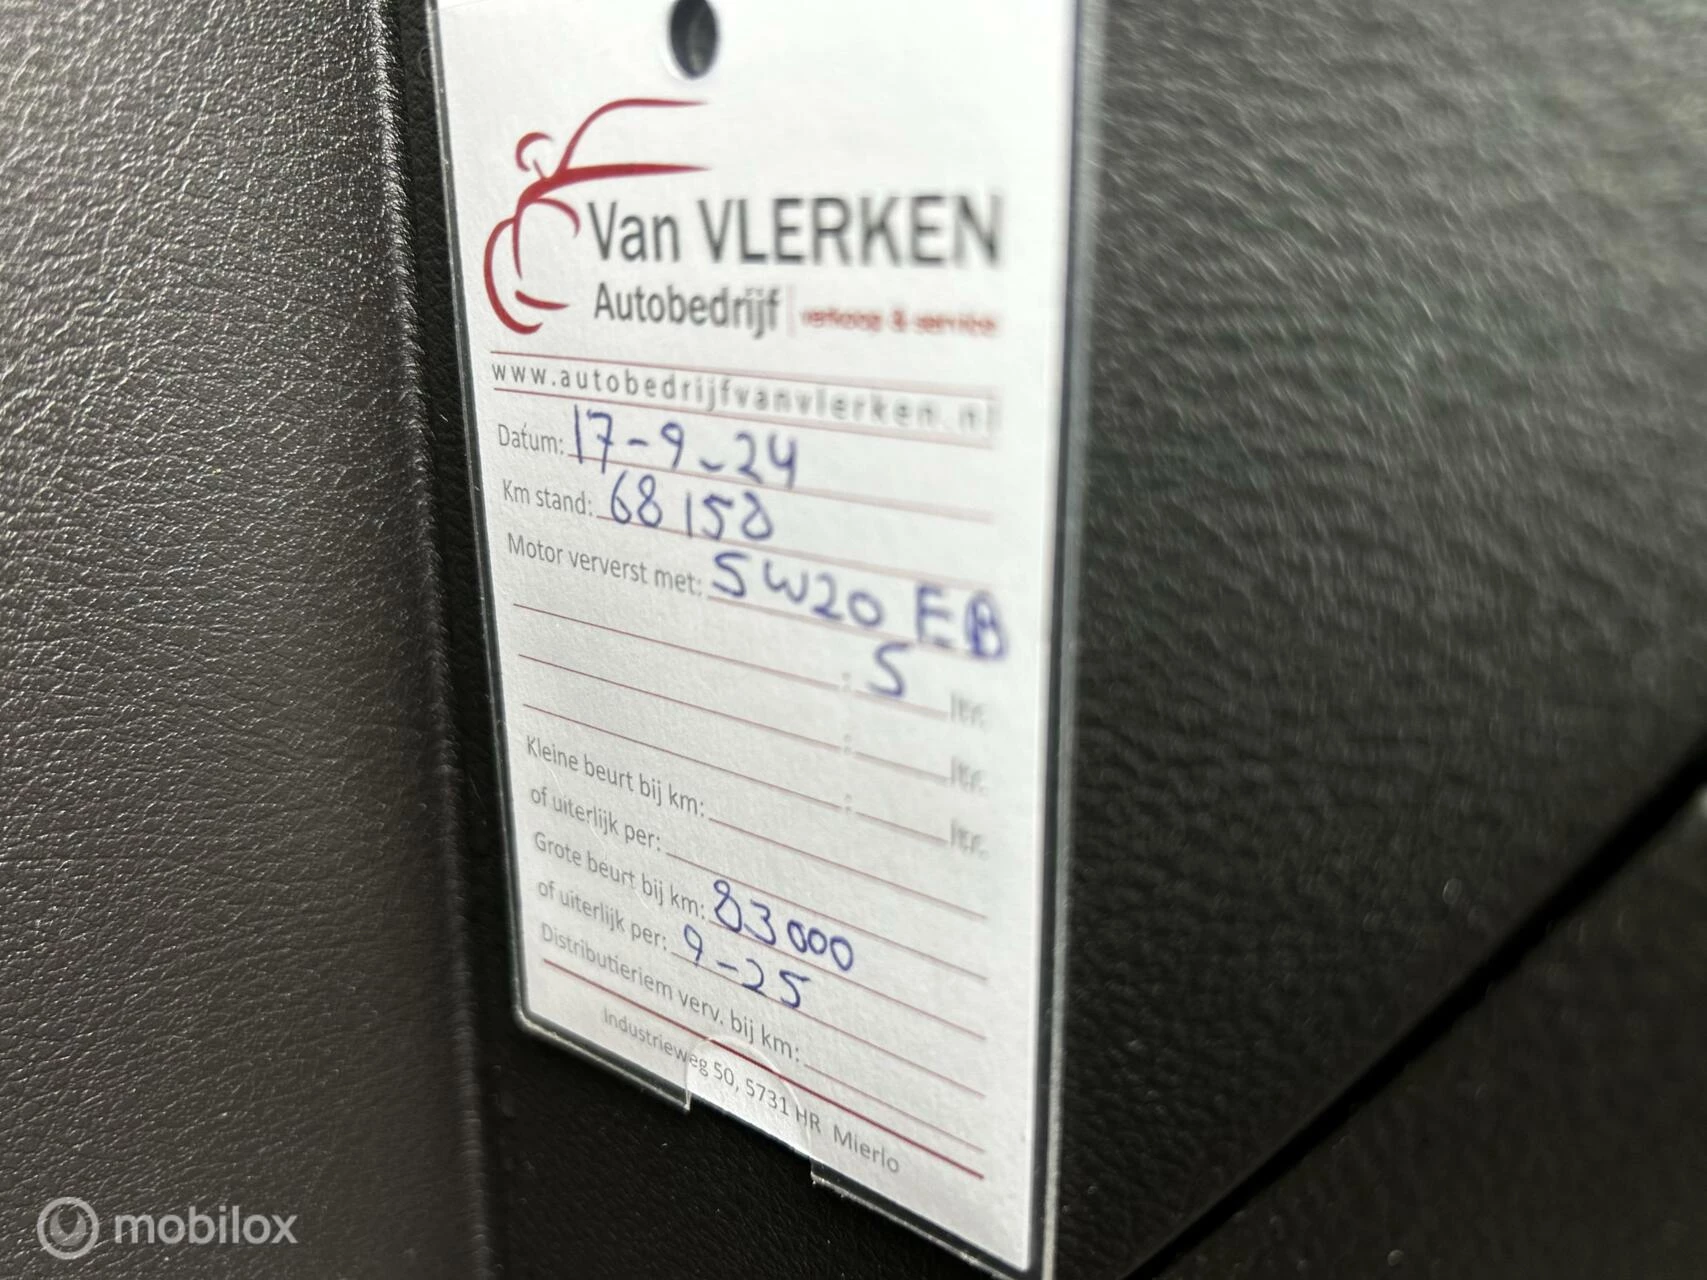 Van VLERKEN
Autobedrijf | verkoop & service
www.autobedrijfvanvlerken.nl
Datum: 17-9-24
Km stand: 68 158
Motor ververst met: 5W20 EB
: 5 ltr.
: ltr.
: ltr.
Kleine beurt bij km:
of uiterlijk per:
Grote beurt bij km: 83000
of uiterlijk per: 9-25
Distributieriem verv. bij km:
Industrieweg 50, 5731 HR Mierlo
mobilox